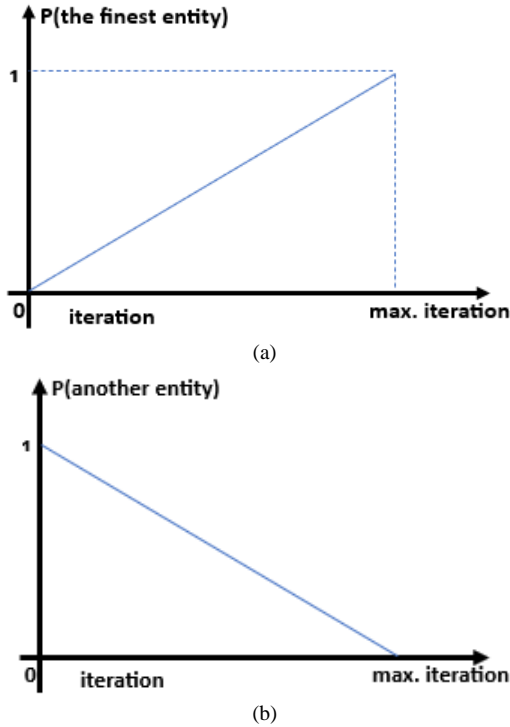 P(the finest entity)
1
0
iteration
max. iteration
(a)
P(another entity)
1
0
iteration
max. iteration
(b)